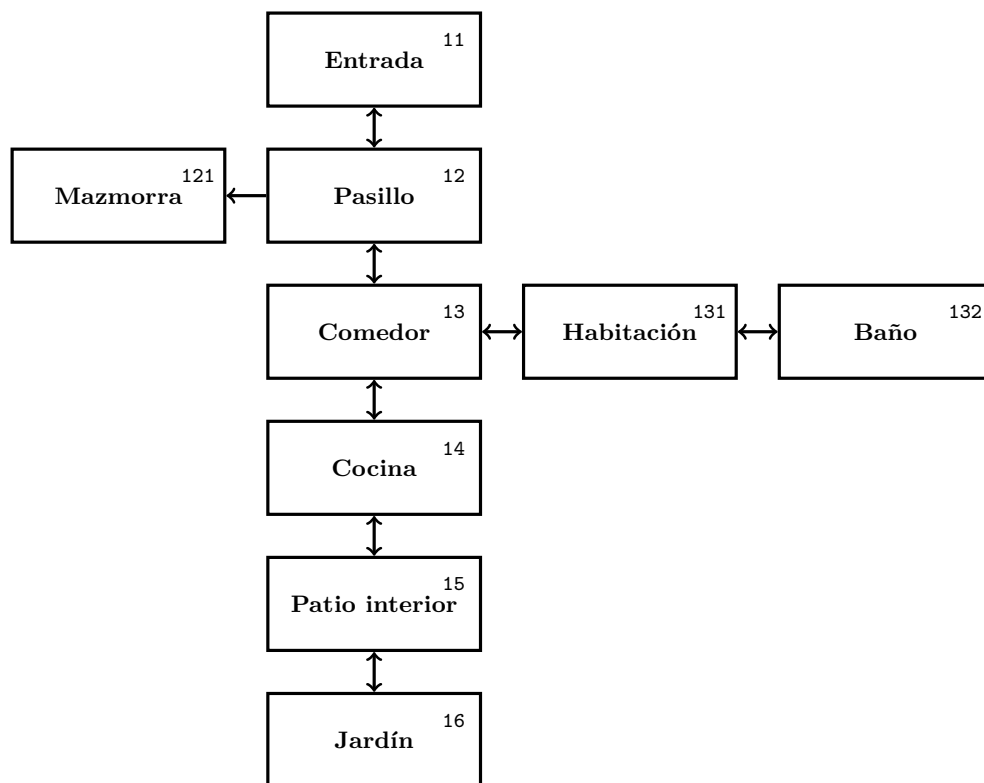 11
Entrada
121
Mazmorra
12
Pasillo
13
Comedor
131
Habitación
132
Baño
14
Cocina
15
Patio interior
16
Jardín